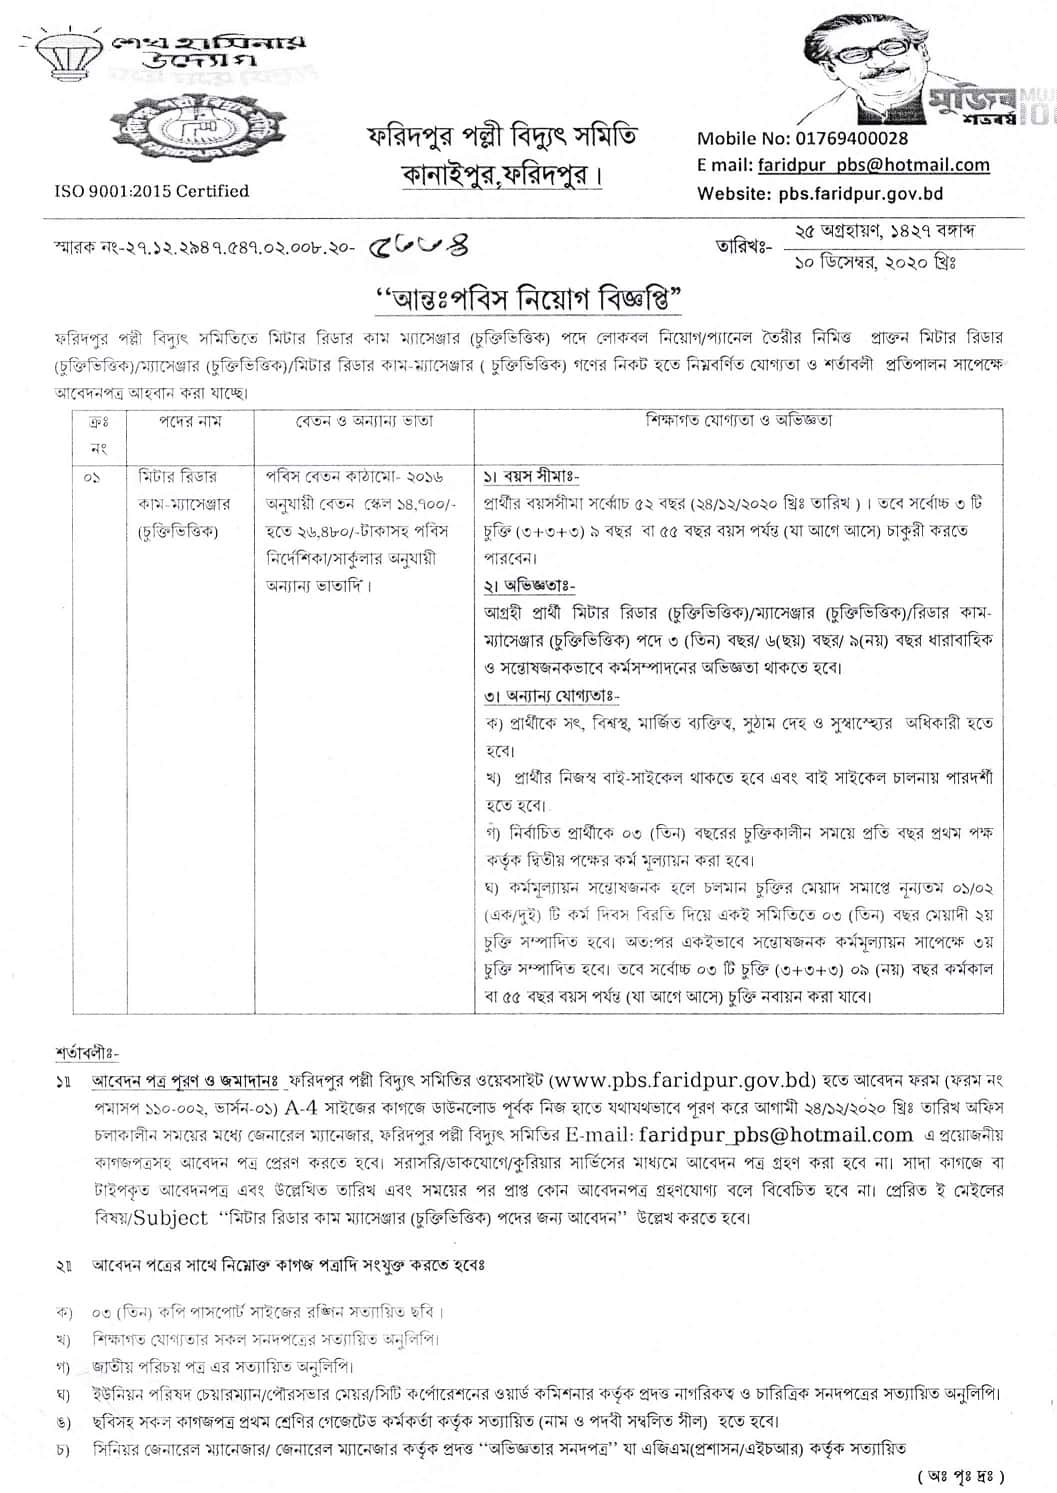 শেখ হাসিনার
উদ্যোগ
FARIDPUR PBS
ISO 9001:2015 Certified
ফরিদপুর পল্লী বিদ্যুৎ সমিতি
কানাইপুর,ফরিদপুর।
মুজিব MUJI
শতবর্ষ 100
Mobile No: 01769400028
E mail: faridpur_pbs@hotmail.com
Website: pbs.faridpur.gov.bd
স্মারক নং-২৭.১২.২৯৪৭.৫৪৭.০২.০০৮.২০-
তারিখঃ- ২৫ অগ্রহায়ণ, ১৪২৭ বঙ্গাব্দ
১০ ডিসেম্বর, ২০২০ খ্রিঃ
“আন্তঃপবিস নিয়োগ বিজ্ঞপ্তি”
ফরিদপুর পল্লী বিদ্যুৎ সমিতিতে মিটার রিডার কাম ম্যাসেঞ্জার (চুক্তিভিত্তিক) পদে লোকবল নিয়োগ/প্যানেল তৈরীর নিমিত্ত প্রাক্তন মিটার রিডার
(চুক্তিভিত্তিক)/ম্যাসেঞ্জার (চুক্তিভিত্তিক)/মিটার রিডার কাম-ম্যাসেঞ্জার ( চুক্তিভিত্তিক) গণের নিকট হতে নিম্নবর্ণিত যোগ্যতা ও শর্তাবলী প্রতিপালন সাপেক্ষে
আবেদনপত্র আহবান করা যাচ্ছে।
ক্রঃ নং
পদের নাম
বেতন ও অন্যান্য ভাতা
শিক্ষাগত যোগ্যতা ও অভিজ্ঞতা
০১
মিটার রিডার
কাম-ম্যাসেঞ্জার
(চুক্তিভিত্তিক)
পবিস বেতন কাঠামো- ২০১৬
অনুযায়ী বেতন স্কেল ১৪,৭০০/-
হতে ২৬,৪৮০/-টাকাসহ পবিস
নির্দেশিকা/সার্কুলার অনুযায়ী
অন্যান্য ভাতাদি।
১। বয়স সীমাঃ-
প্রার্থীর বয়সসীমা সর্বোচ্চ ৫২ বছর (২৪/১২/২০২০ খ্রিঃ তারিখ )। তবে সর্বোচ্চ ৩ টি
চুক্তি (৩+৩+৩) ৯ বছর বা ৫৫ বছর বয়স পর্যন্ত (যা আগে আসে) চাকুরী করতে
পারবেন।
২। অভিজ্ঞতাঃ-
আগ্রহী প্রার্থী মিটার রিডার (চুক্তিভিত্তিক)/ম্যাসেঞ্জার (চুক্তিভিত্তিক)/রিডার কাম-
ম্যাসেঞ্জার (চুক্তিভিত্তিক) পদে ৩ (তিন) বছর/ ৬(ছয়) বছর/ ৯(নয়) বছর ধারাবাহিক
ও সন্তোষজনকভাবে কর্মসম্পাদনের অভিজ্ঞতা থাকতে হবে।
৩। অন্যান্য যোগ্যতাঃ-
ক) প্রার্থীকে সৎ, বিশ্বস্থ, মার্জিত ব্যক্তিত্ব, সুঠাম দেহ ও সুস্বাস্হ্যের অধিকারী হতে
হবে।
খ) প্রার্থীর নিজস্ব বাই-সাইকেল থাকতে হবে এবং বাই সাইকেল চালনায় পারদর্শী
হতে হবে।
গ) নির্বাচিত প্রার্থীকে ০৩ (তিন) বছরের চুক্তিকালীন সময়ে প্রতি বছর প্রথম পক্ষ
কর্তৃক দ্বিতীয় পক্ষের কর্ম মূল্যায়ন করা হবে।
ঘ) কর্মমূল্যায়ন সন্তোষজনক হলে চলমান চুক্তির মেয়াদ সমাপ্তে নূন্যতম ০১/০২
(এক/দুই) টি কর্ম দিবস বিরতি দিয়ে একই সমিতিতে ০৩ (তিন) বছর মেয়াদী ২য়
চুক্তি সম্পাদিত হবে। অত:পর একইভাবে সন্তোষজনক কর্মমূল্যায়ন সাপেক্ষে ৩য়
চুক্তি সম্পাদিত হবে। তবে সর্বোচ্চ ০৩ টি চুক্তি (৩+৩+৩) ০৯ (নয়) বছর কর্মকাল
বা ৫৫ বছর বয়স পর্যন্ত (যা আগে আসে) চুক্তি নবায়ন করা যাবে।
শর্তাবলীঃ-
১॥ আবেদন পত্র পূরণ ও জমাদানঃ ফরিদপুর পল্লী বিদ্যুৎ সমিতির ওয়েবসাইট (www.pbs.faridpur.gov.bd) হতে আবেদন ফরম (ফরম নং
পমাসপ ১১০-০০২, ভার্সন-০১) A-4 সাইজের কাগজে ডাউনলোড পূর্বক নিজ হাতে যথাযথভাবে পূরণ করে আগামী ২৪/১২/২০২০ খ্রিঃ তারিখ অফিস
চলাকালীন সময়ের মধ্যে জেনারেল ম্যানেজার, ফরিদপুর পল্লী বিদ্যুৎ সমিতির E-mail: faridpur_pbs@hotmail.com এ প্রয়োজনীয়
কাগজপত্রসহ আবেদন পত্র প্রেরণ করতে হবে। সরাসরি/ডাকযোগে/কুরিয়ার সার্ভিসের মাধ্যমে আবেদন পত্র গ্রহণ করা হবে না। সাদা কাগজে বা
টাইপকৃত আবেদনপত্র এবং উল্লেখিত তারিখ এবং সময়ের পর প্রাপ্ত কোন আবেদনপত্র গ্রহণযোগ্য বলে বিবেচিত হবে না। প্রেরিত ই মেইলের
বিষয়/Subject “মিটার রিডার কাম ম্যাসেঞ্জার (চুক্তিভিত্তিক) পদের জন্য আবেদন” উল্লেখ করতে হবে।
২॥ আবেদন পত্রের সাথে নিম্নোক্ত কাগজ পত্রাদি সংযুক্ত করতে হবেঃ
ক) ০৩ (তিন) কপি পাসপোর্ট সাইজের রঙ্গিন সত্যায়িত ছবি।
খ) শিক্ষাগত যোগ্যতার সকল সনদপত্রের সত্যায়িত অনুলিপি।
গ) জাতীয় পরিচয় পত্র এর সত্যায়িত অনুলিপি।
ঘ) ইউনিয়ন পরিষদ চেয়ারম্যান/পৌরসভার মেয়র/সিটি কর্পোরেশনের ওয়ার্ড কমিশনার কর্তৃক প্রদত্ত নাগরিকত্ব ও চারিত্রিক সনদপত্রের সত্যায়িত অনুলিপি।
ঙ) ছবিসহ সকল কাগজপত্র প্রথম শ্রেণির গেজেটেড কর্মকর্তা কর্তৃক সত্যায়িত (নাম ও পদবী সম্বলিত সীল) হতে হবে।
চ) সিনিয়র জেনারেল ম্যানেজার/ জেনারেল ম্যানেজার কর্তৃক প্রদত্ত “অভিজ্ঞতার সনদপত্র” যা এজিএম(প্রশাসন/এইচআর) কর্তৃক সত্যায়িত
( অঃ পৃঃ দ্রঃ )